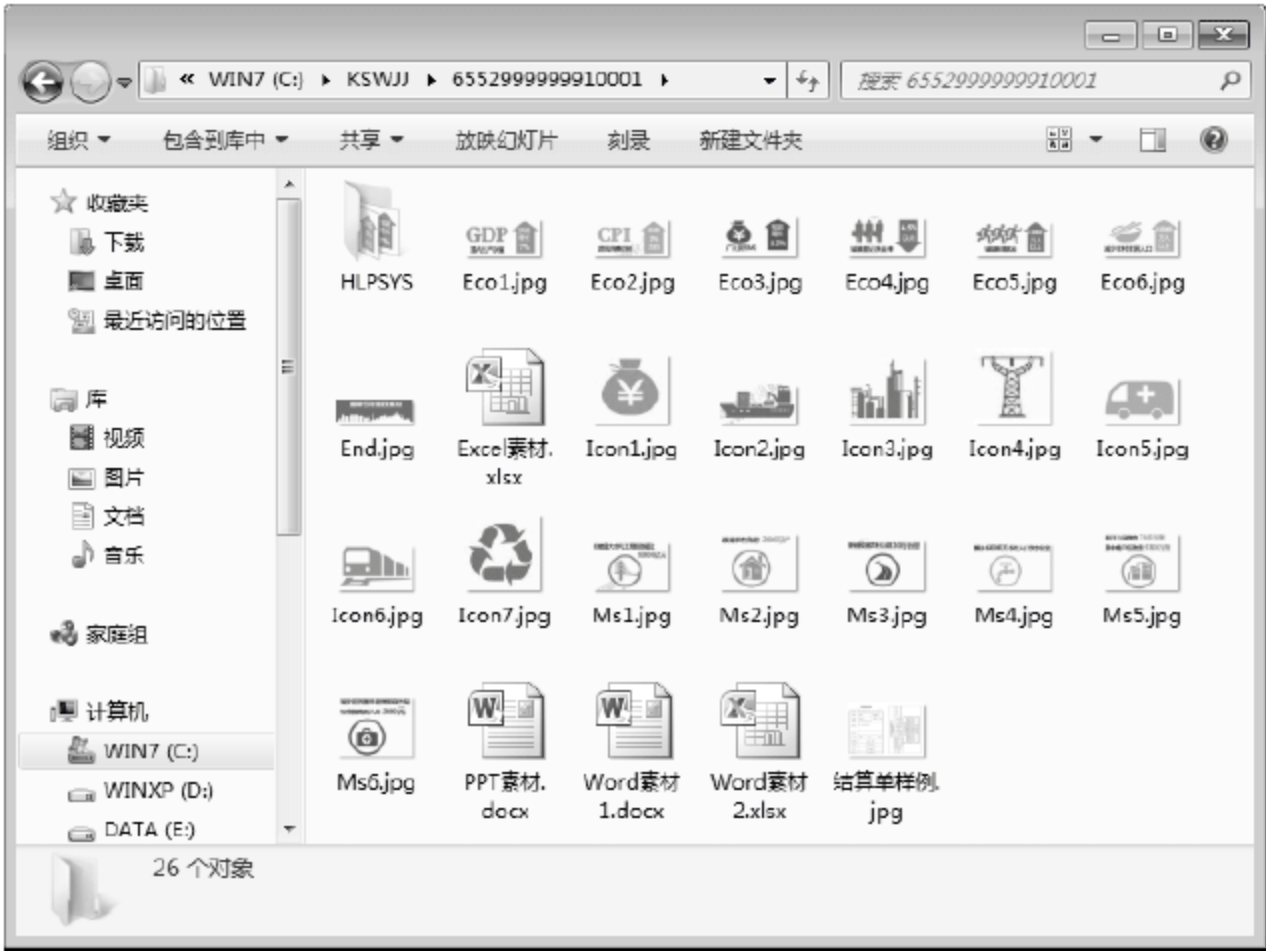 « WIN7 (C:) ▸ KSWJJ ▸ 6552999999910001 ▸
搜索 6552999999910001
组织 包含到库中 共享 放映幻灯片 刻录 新建文件夹
收藏夹
下载
桌面
最近访问的位置
库
视频
图片
文档
音乐
家庭组
计算机
WIN7 (C:)
WINXP (D:)
DATA (E:)
GDP
CPI
HLPSYS Eco1.jpg Eco2.jpg Eco3.jpg Eco4.jpg Eco5.jpg Eco6.jpg
End.jpg Excel素材. Icon1.jpg Icon2.jpg Icon3.jpg Icon4.jpg Icon5.jpg
xlsx
Icon6.jpg Icon7.jpg Ms1.jpg Ms2.jpg Ms3.jpg Ms4.jpg Ms5.jpg
Ms6.jpg PPT素材. Word素材 Word素材 结算单样例.
docx 1.docx 2.xlsx jpg
26 个对象